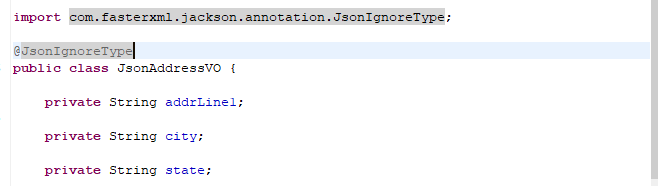 import com.fasterxml.jackson.annotation.JsonIgnoreType;
@JsonIgnoreType
public class JsonAddressVO {
private String addrLine1;
private String city;
private String state;